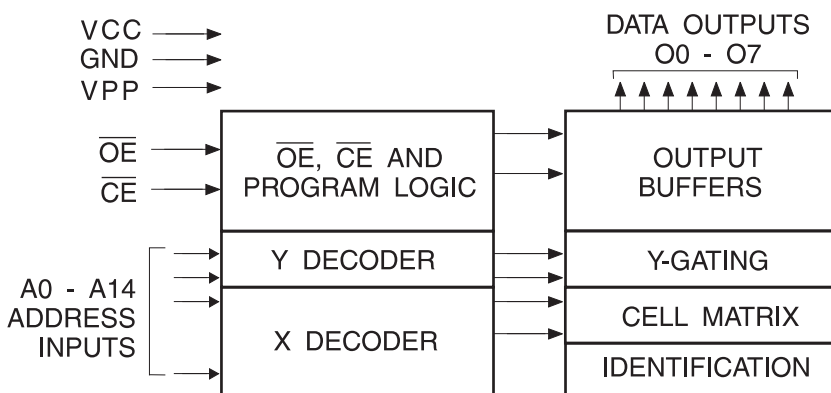 VCC
GND
VPP
DATA OUTPUTS
O0 - O7
OE
CE
OE, CE AND
PROGRAM LOGIC
OUTPUT
BUFFERS
A0 - A14
ADDRESS
INPUTS
Y DECODER
Y-GATING
X DECODER
CELL MATRIX
IDENTIFICATION